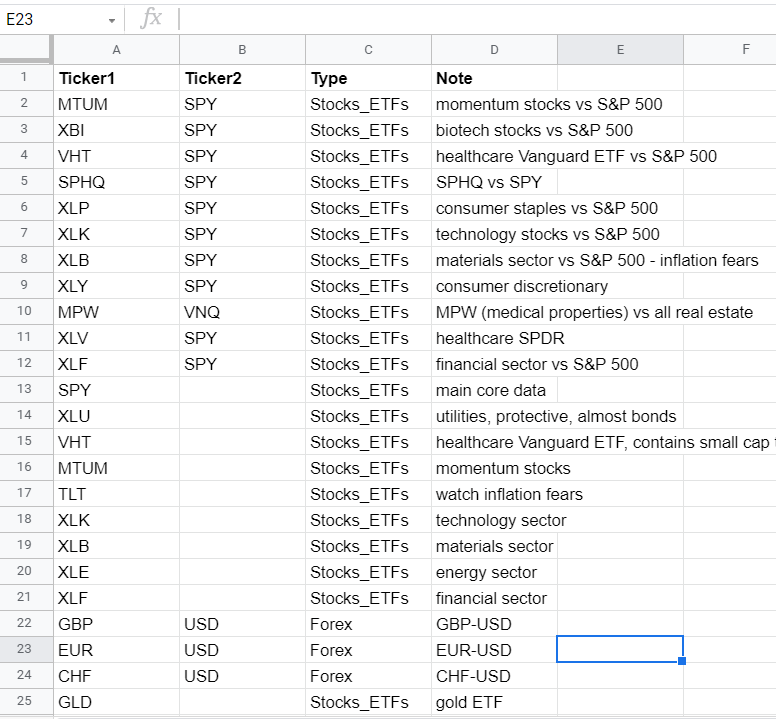 E23 fx
A B C D E F
1 Ticker1 Ticker2 Type Note
2 MTUM SPY Stocks_ETFs momentum stocks vs S&P 500
3 XBI SPY Stocks_ETFs biotech stocks vs S&P 500
4 VHT SPY Stocks_ETFs healthcare Vanguard ETF vs S&P 500
5 SPHQ SPY Stocks_ETFs SPHQ vs SPY
6 XLP SPY Stocks_ETFs consumer staples vs S&P 500
7 XLK SPY Stocks_ETFs technology stocks vs S&P 500
8 XLB SPY Stocks_ETFs materials sector vs S&P 500 - inflation fears
9 XLY SPY Stocks_ETFs consumer discretionary
10 MPW VNQ Stocks_ETFs MPW (medical properties) vs all real estate
11 XLV SPY Stocks_ETFs healthcare SPDR
12 XLF SPY Stocks_ETFs financial sector vs S&P 500
13 SPY Stocks_ETFs main core data
14 XLU Stocks_ETFs utilities, protective, almost bonds
15 VHT Stocks_ETFs healthcare Vanguard ETF, contains small cap
16 MTUM Stocks_ETFs momentum stocks
17 TLT Stocks_ETFs watch inflation fears
18 XLK Stocks_ETFs technology sector
19 XLB Stocks_ETFs materials sector
20 XLE Stocks_ETFs energy sector
21 XLF Stocks_ETFs financial sector
22 GBP USD Forex GBP-USD
23 EUR USD Forex EUR-USD
24 CHF USD Forex CHF-USD
25 GLD Stocks_ETFs gold ETF